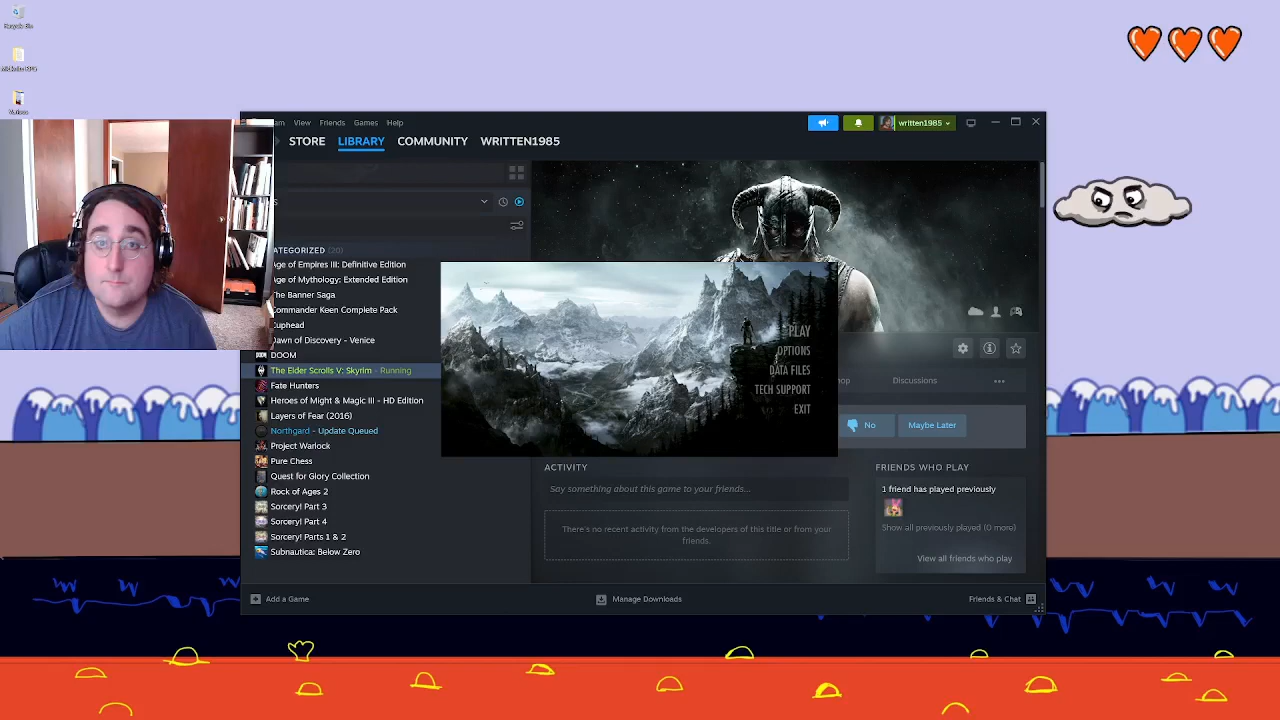 View Friends Games Help
written1985
STORE LIBRARY COMMUNITY WRITTEN1985
Age of Empires III: Definitive Edition
Age of Mythology: Extended Edition
The Banner Saga
Commander Keen Complete Pack
Cuphead
Dawn of Discovery - Venice
DOOM
The Elder Scrolls V: Skyrim - Running
Fate Hunters
Heroes of Might & Magic III - HD Edition
Layers of Fear (2016)
Northgard - Update Queued
Project Warlock
Pure Chess
Quest for Glory Collection
Rock of Ages 2
Sorcery! Part 3
Sorcery! Part 4
Sorcery! Parts 1 & 2
Subnautica: Below Zero
PLAY
OPTIONS
DATA FILES
TECH SUPPORT
EXIT
Discussions
No
Maybe Later
ACTIVITY
Say something about this game to your friends...
There's no recent activity from the developers of this title or from your
friends.
FRIENDS WHO PLAY
1 friend has played previously
Show all previously played (0 more)
View all friends who play
Add a Game
Manage Downloads
Friends & Chat